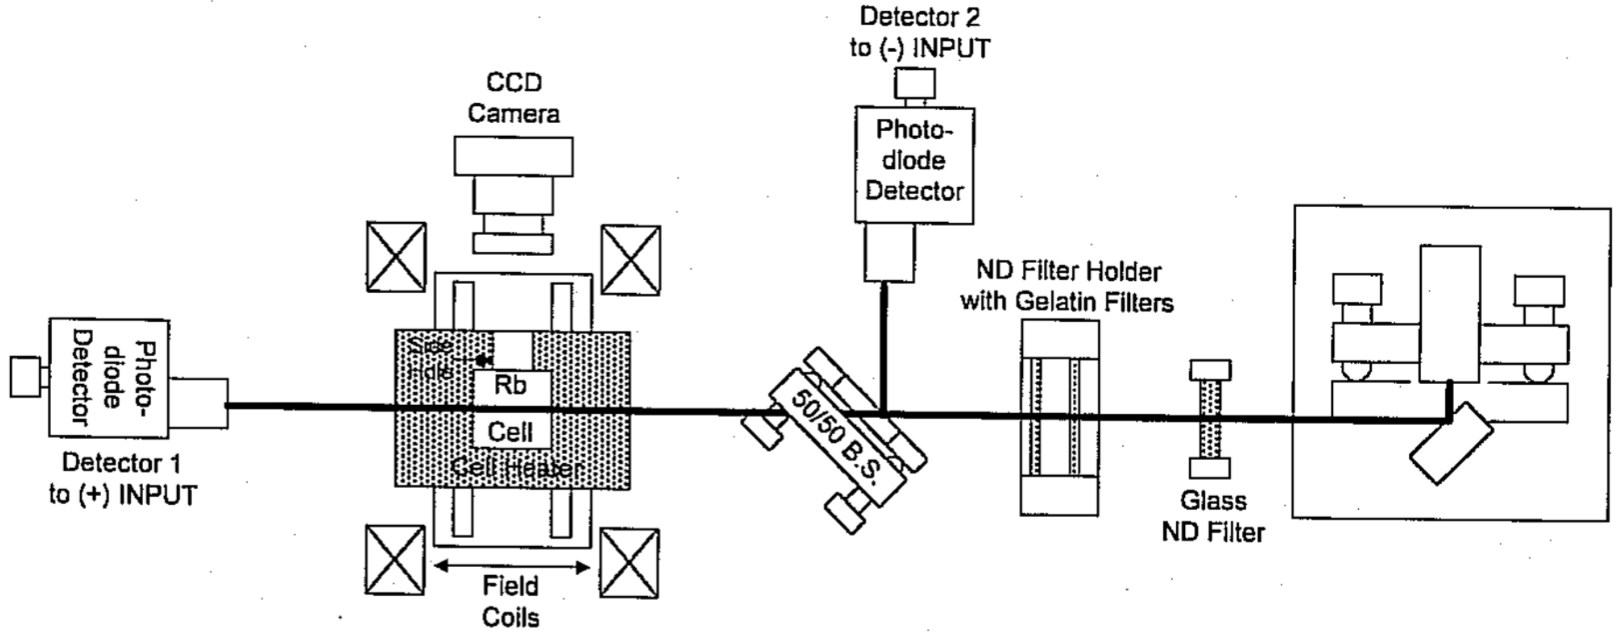 Detector 2
to (-) INPUT
CCD
Camera
Photo-
diode
Detector
ND Filter Holder
with Gelatin Filters
Photo-
diode
Detector
Side
Hole
Rb
Cell
Cell Heater
50/50 B.S.
Detector 1
to (+) INPUT
Glass
ND Filter
Field
Coils